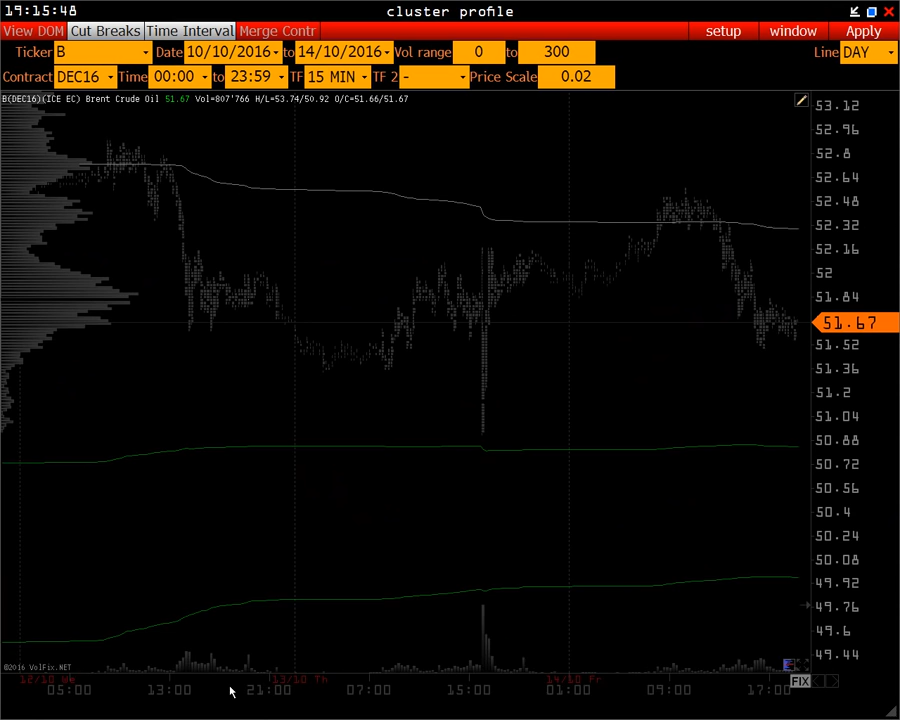 19:15:48 cluster profile
View DOM Cut Breaks Time Interval Merge Contr setup window Apply
Ticker B Date 10/10/2016 to 14/10/2016 Vol range 0 to 300 Line DAY
Contract DEC16 Time 00:00 to 23:59 TF 15 MIN TF 2 - Price Scale 0.02
B(DEC16)(ICE EC) Brent Crude Oil 51.67 Vol=807'766 H/L=53.74/50.92 O/C=51.66/51.67
53.12
52.96
52.8
52.64
52.48
52.32
52.16
52
51.84
51.67
51.52
51.36
51.2
51.04
50.88
50.72
50.56
50.4
50.24
50.08
49.92
49.76
49.6
49.44
©2016 VolFix.NET
E
12/10 We 13/10 Th 14/10 Fr FIX
05:00 13:00 21:00 07:00 15:00 01:00 09:00 17:00